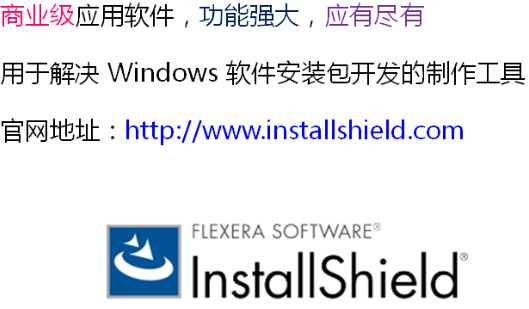 商业级应用软件，功能强大，应有尽有
用于解决 Windows 软件安装包开发的制作工具
官网地址：http://www.installshield.com
FLEXERA SOFTWARE®
InstallShield®